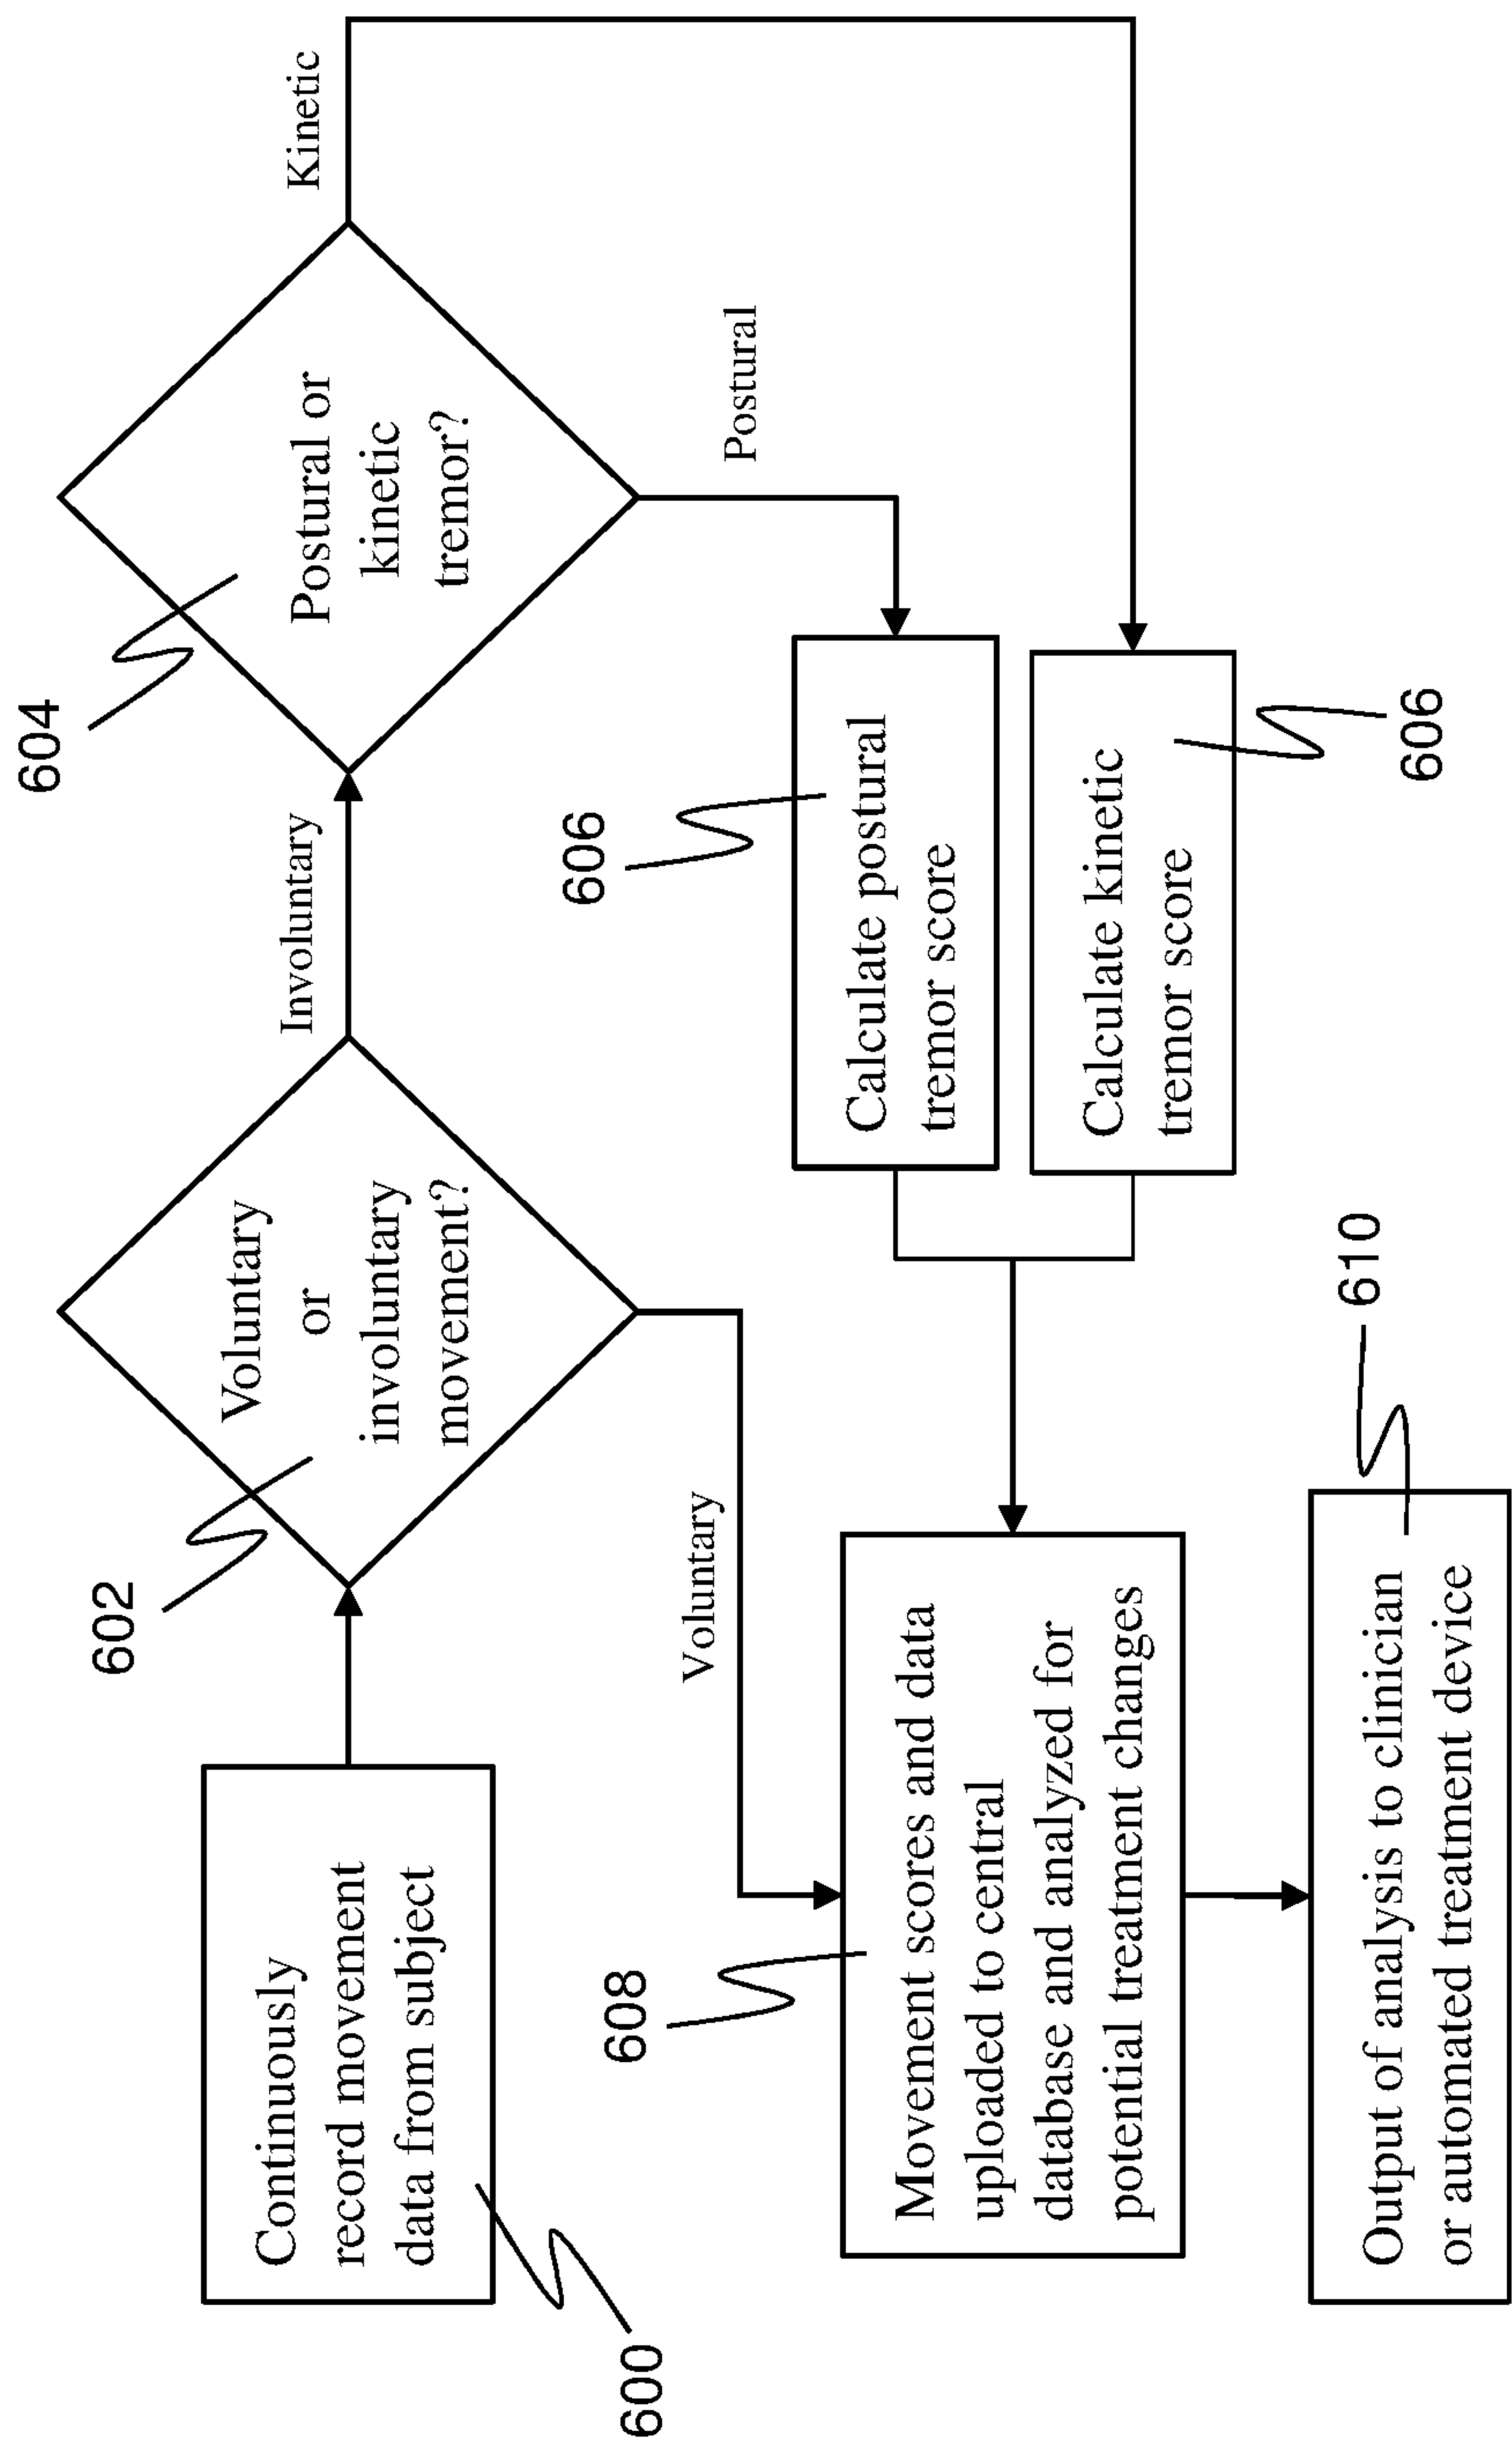 600
Continuously
record movement
data from subject
602
Voluntary
or
involuntary
movement?
Involuntary
604
Postural or
kinetic
tremor?
Kinetic
Voluntary
Postural
606
Calculate postural
tremor score
Calculate kinetic
tremor score
606
608
Movement scores and data
uploaded to central
database and analyzed for
potential treatment changes
610
Output of analysis to clinician
or automated treatment device